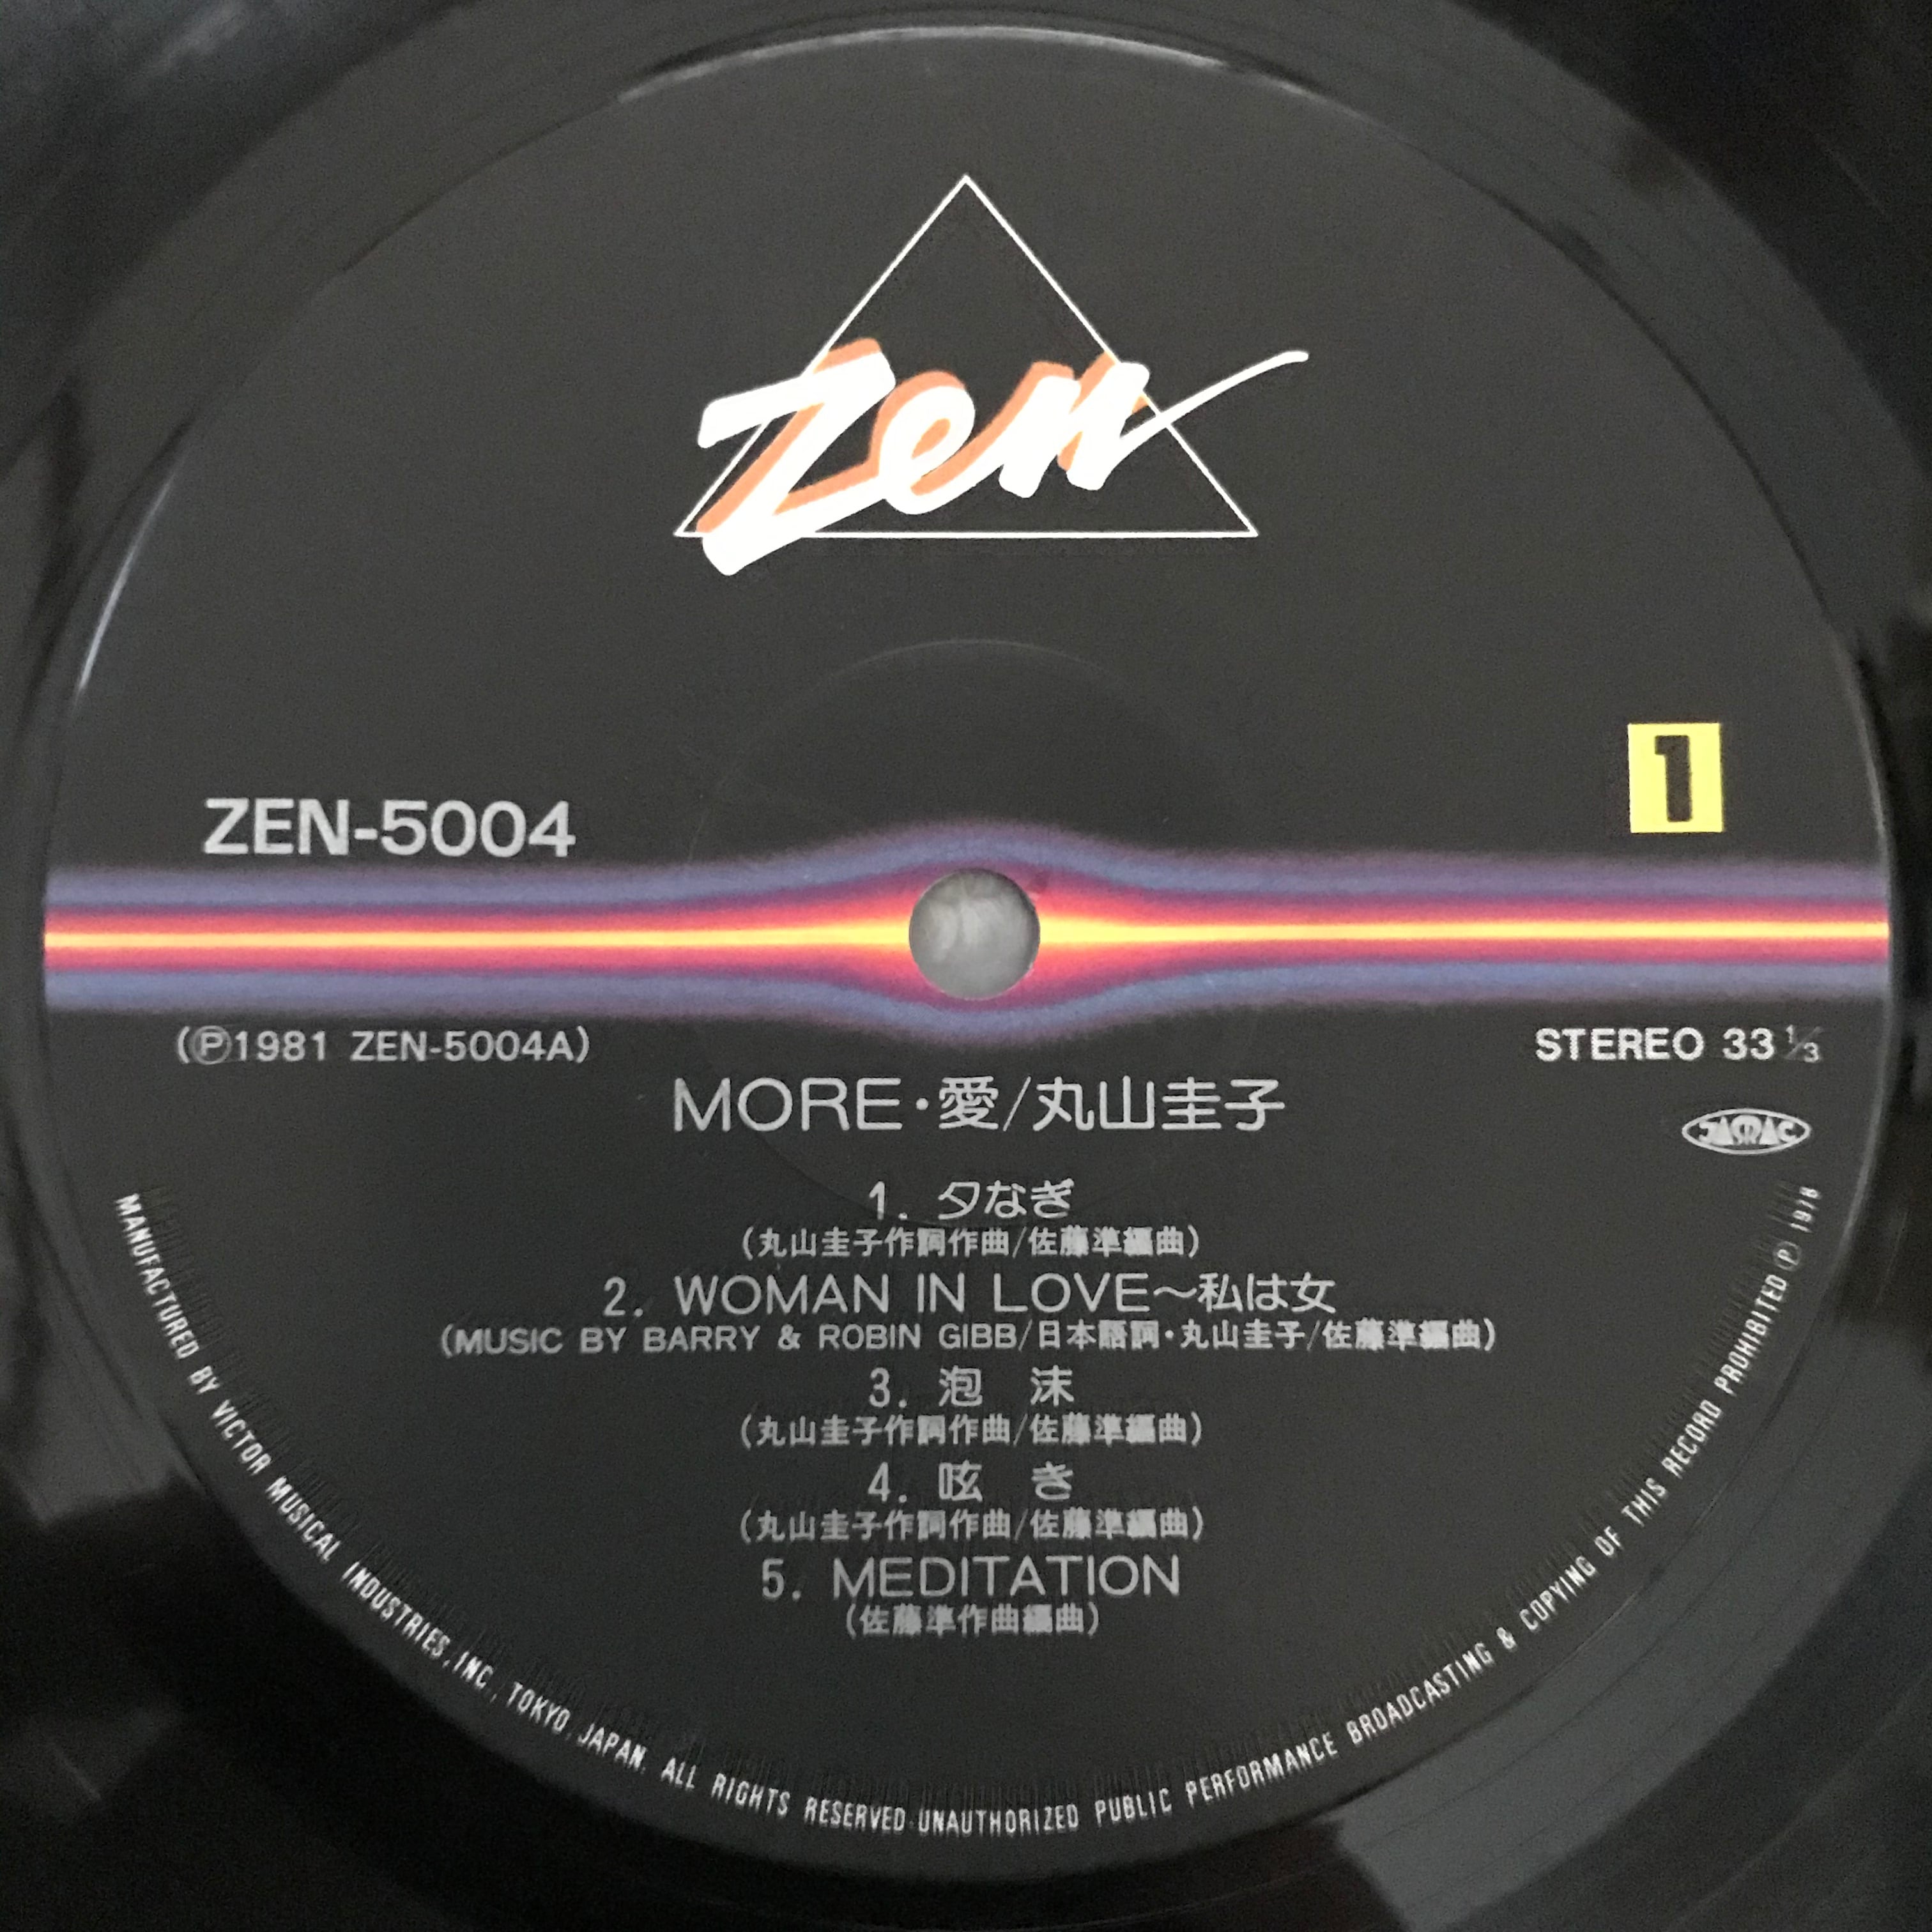 Zen
1
ZEN-5004
(Ⓟ1981 ZEN-5004A)
STEREO 33⅓
JASRAC
MORE・愛/丸山圭子
1. 夕なぎ
(丸山圭子作詞作曲/佐藤準編曲)
2. WOMAN IN LOVE〜私は女
(MUSIC BY BARRY & ROBIN GIBB/日本語詞・丸山圭子/佐藤準編曲)
3. 泡　沫
(丸山圭子作詞作曲/佐藤準編曲)
4. 呟　き
(丸山圭子作詞作曲/佐藤準編曲)
5. MEDITATION
(佐藤準作曲編曲)
MANUFACTURED BY VICTOR MUSICAL INDUSTRIES, INC., TOKYO, JAPAN. ALL RIGHTS RESERVED·UNAUTHORIZED PUBLIC PERFORMANCE BROADCASTING & COPYING OF THIS RECORD PROHIBITED Ⓟ 1978